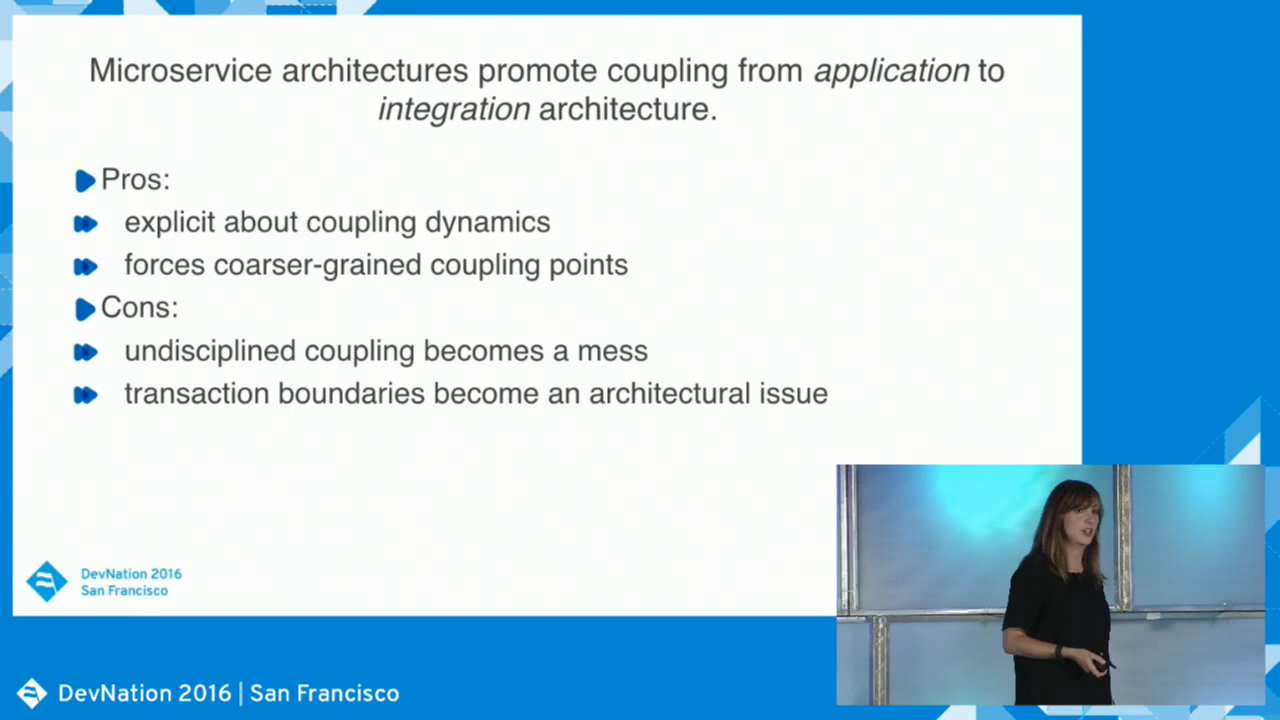 Microservice architectures promote coupling from application to
integration architecture.
Pros:
explicit about coupling dynamics
forces coarser-grained coupling points
Cons:
undisciplined coupling becomes a mess
transaction boundaries become an architectural issue
DevNation 2016
San Francisco
DevNation 2016 | San Francisco